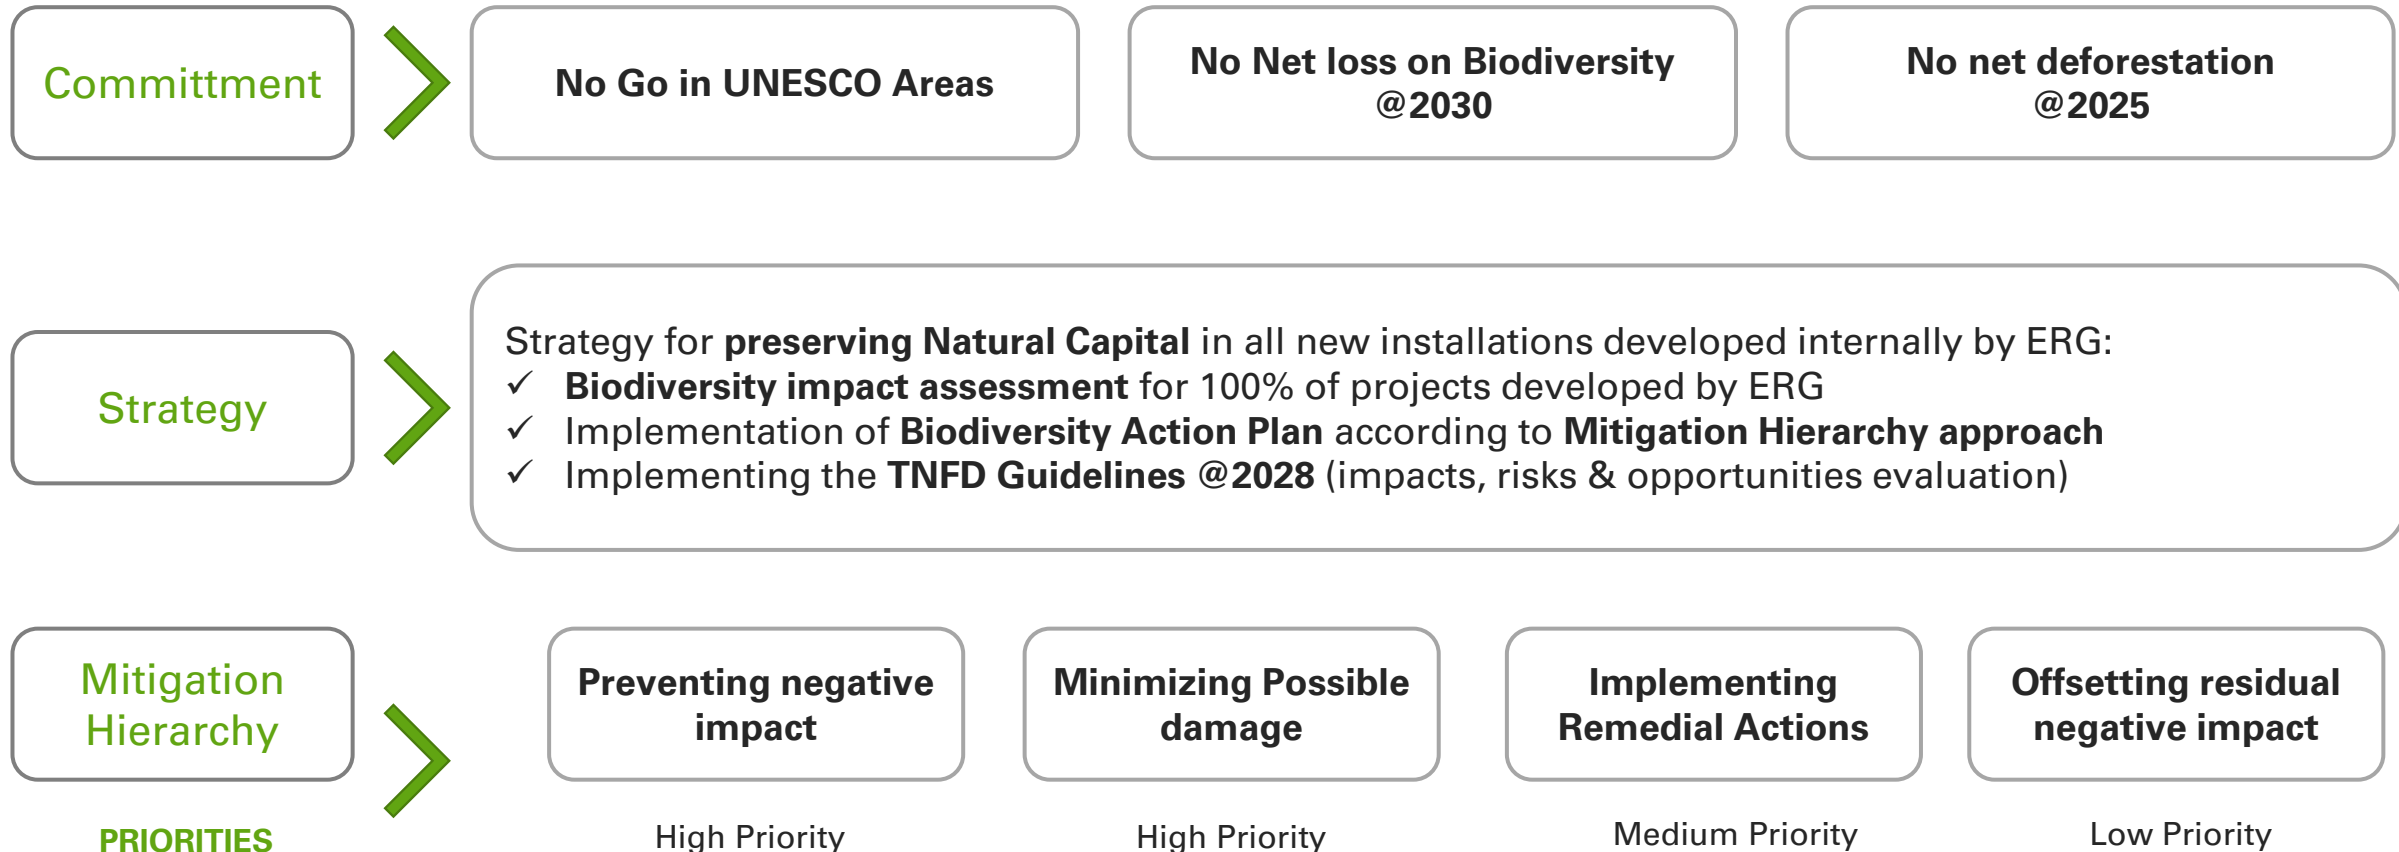 Committment
No Go in UNESCO Areas
No Net loss on Biodiversity
@2030
No net deforestation
@2025
Strategy
Strategy for preserving Natural Capital in all new installations developed internally by ERG:
✓ Biodiversity impact assessment for 100% of projects developed by ERG
✓ Implementation of Biodiversity Action Plan according to Mitigation Hierarchy approach
✓ Implementing the TNFD Guidelines @2028 (impacts, risks & opportunities evaluation)
Mitigation
Hierarchy
Preventing negative
impact
Minimizing Possible
damage
Implementing
Remedial Actions
Offsetting residual
negative impact
PRIORITIES
High Priority
High Priority
Medium Priority
Low Priority